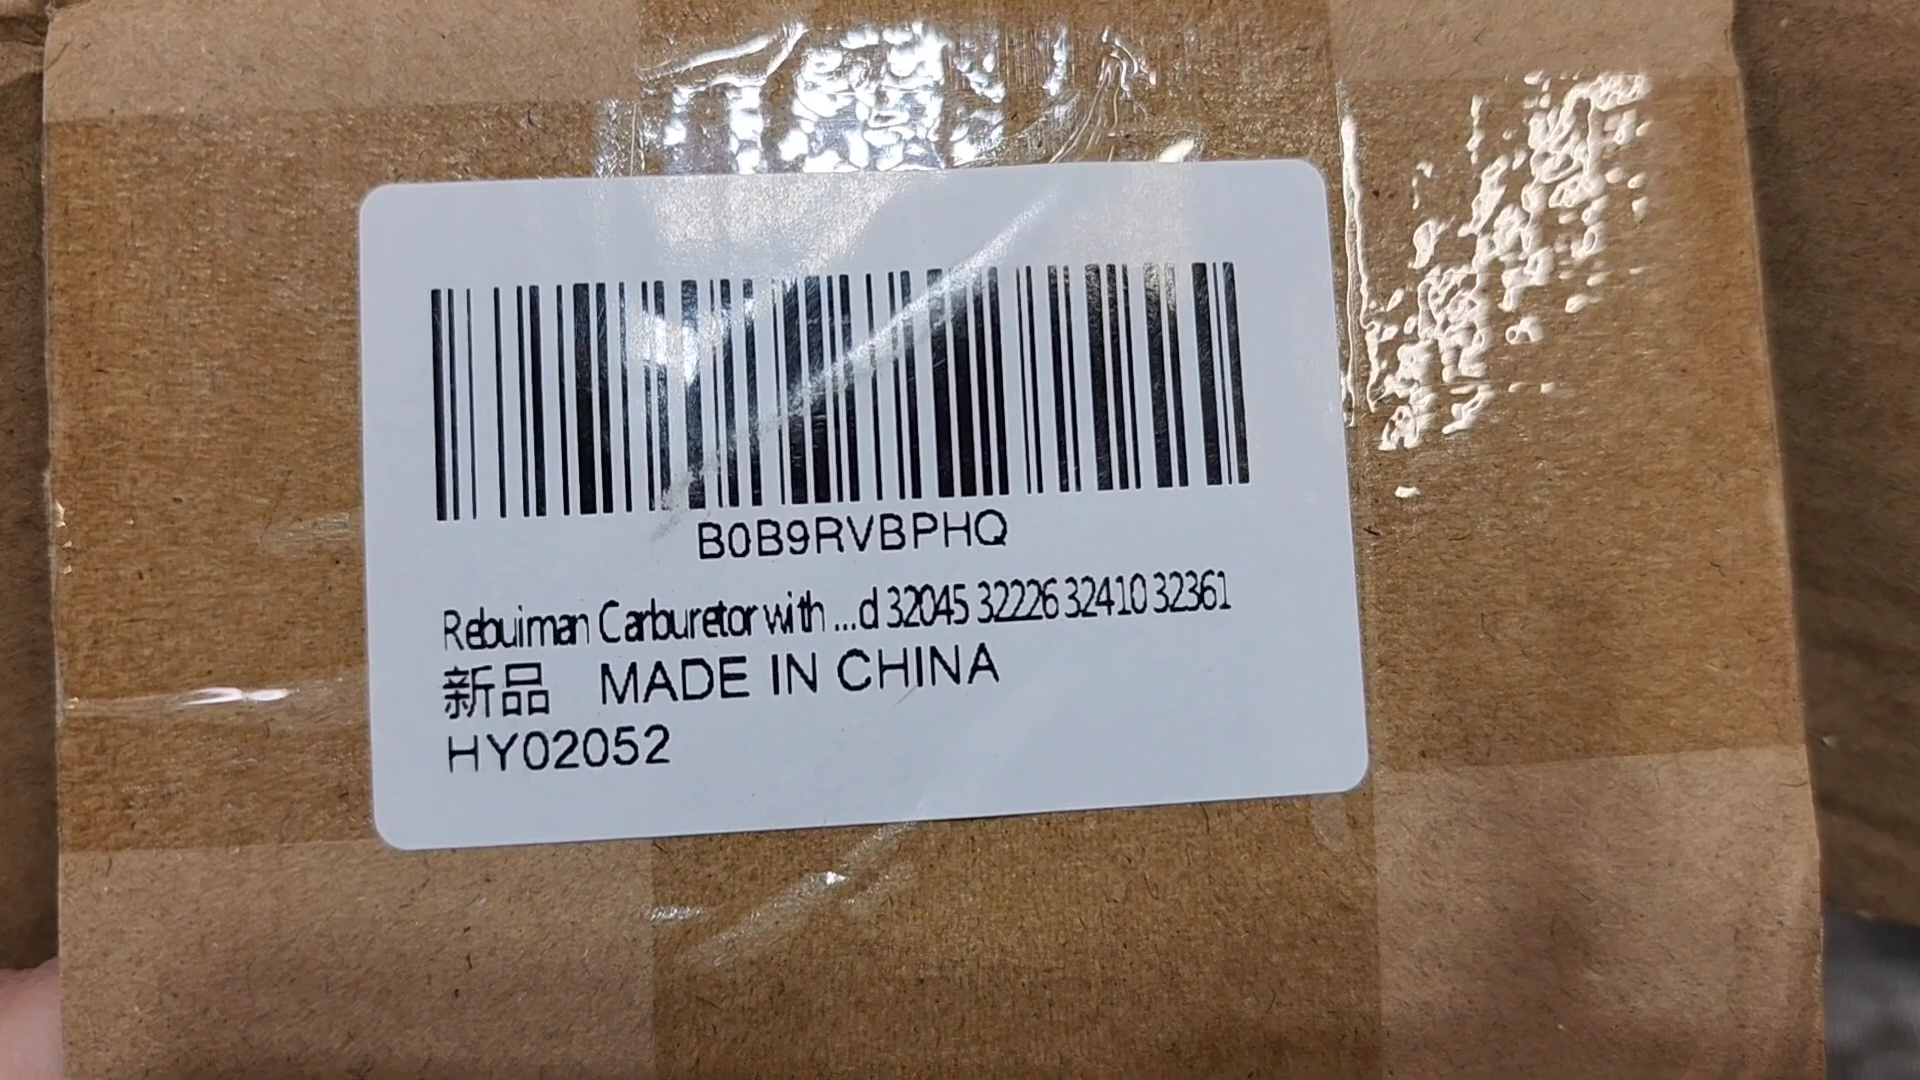 B0B9RVBPHQ
Rebuiman Carburetor with ...d 32045 32226 32410 32361
新品 MADE IN CHINA
HY02052